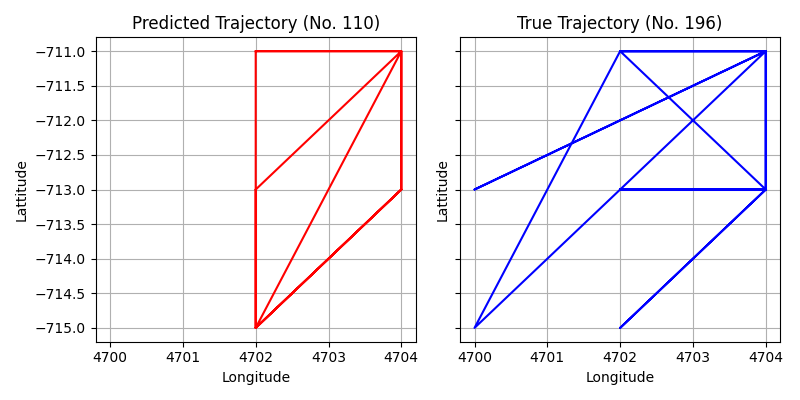 Predicted Trajectory (No. 110)
True Trajectory (No. 196)
−711.0
−711.5
−712.0
−712.5
−713.0
−713.5
−714.0
−714.5
−715.0
Lattitude
Lattitude
4700 4701 4702 4703 4704
4700 4701 4702 4703 4704
Longitude
Longitude